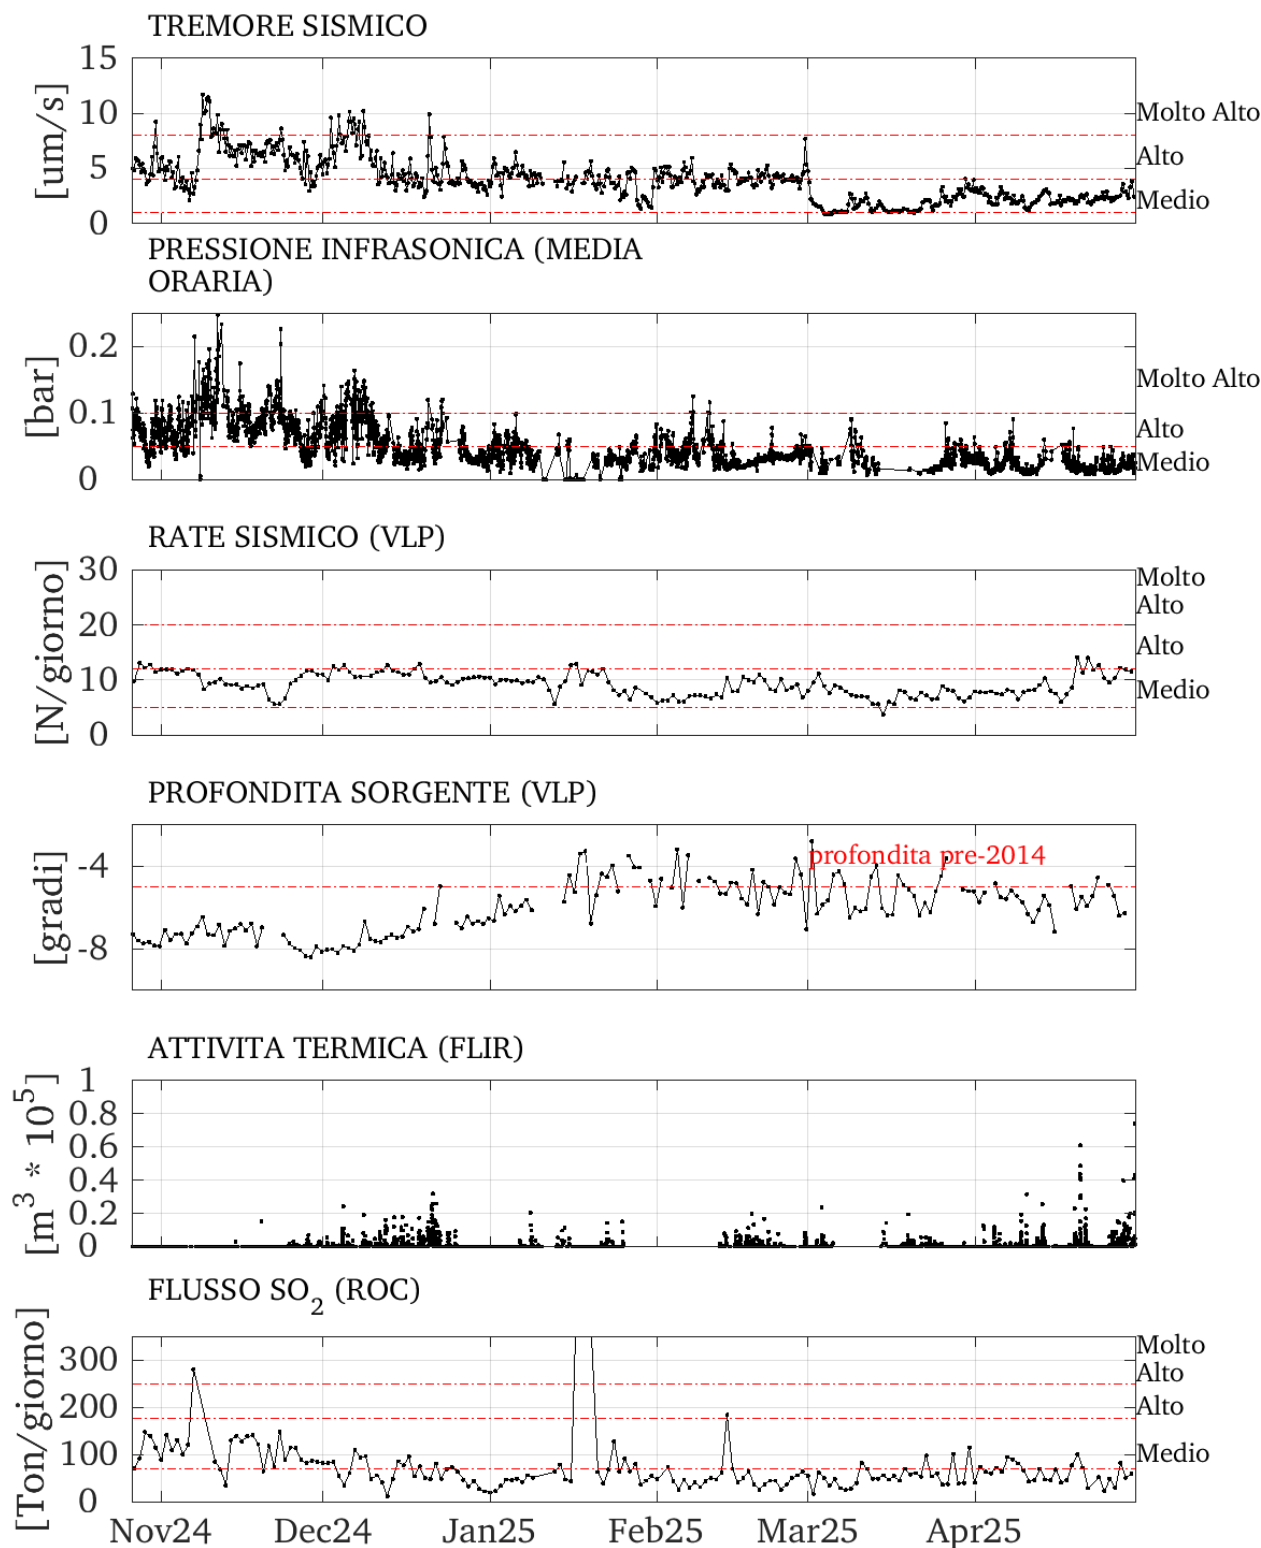 TREMORE SISMICO
15
10
5
0
[um/s]
Molto Alto
Alto
Medio
PRESSIONE INFRASONICA (MEDIA
ORARIA)
0.2
0.1
0
[bar]
Molto Alto
Alto
Medio
RATE SISMICO (VLP)
30
20
10
0
[N/giorno]
Molto
Alto
Alto
Medio
PROFONDITA SORGENTE (VLP)
-4
-8
[gradi]
profondita pre-2014
ATTIVITA TERMICA (FLIR)
1
0.8
0.6
0.4
0.2
0
[m³ * 10⁵]
FLUSSO SO₂ (ROC)
300
200
100
0
[Ton/giorno]
Molto
Alto
Alto
Medio
Nov24 Dec24 Jan25 Feb25 Mar25 Apr25